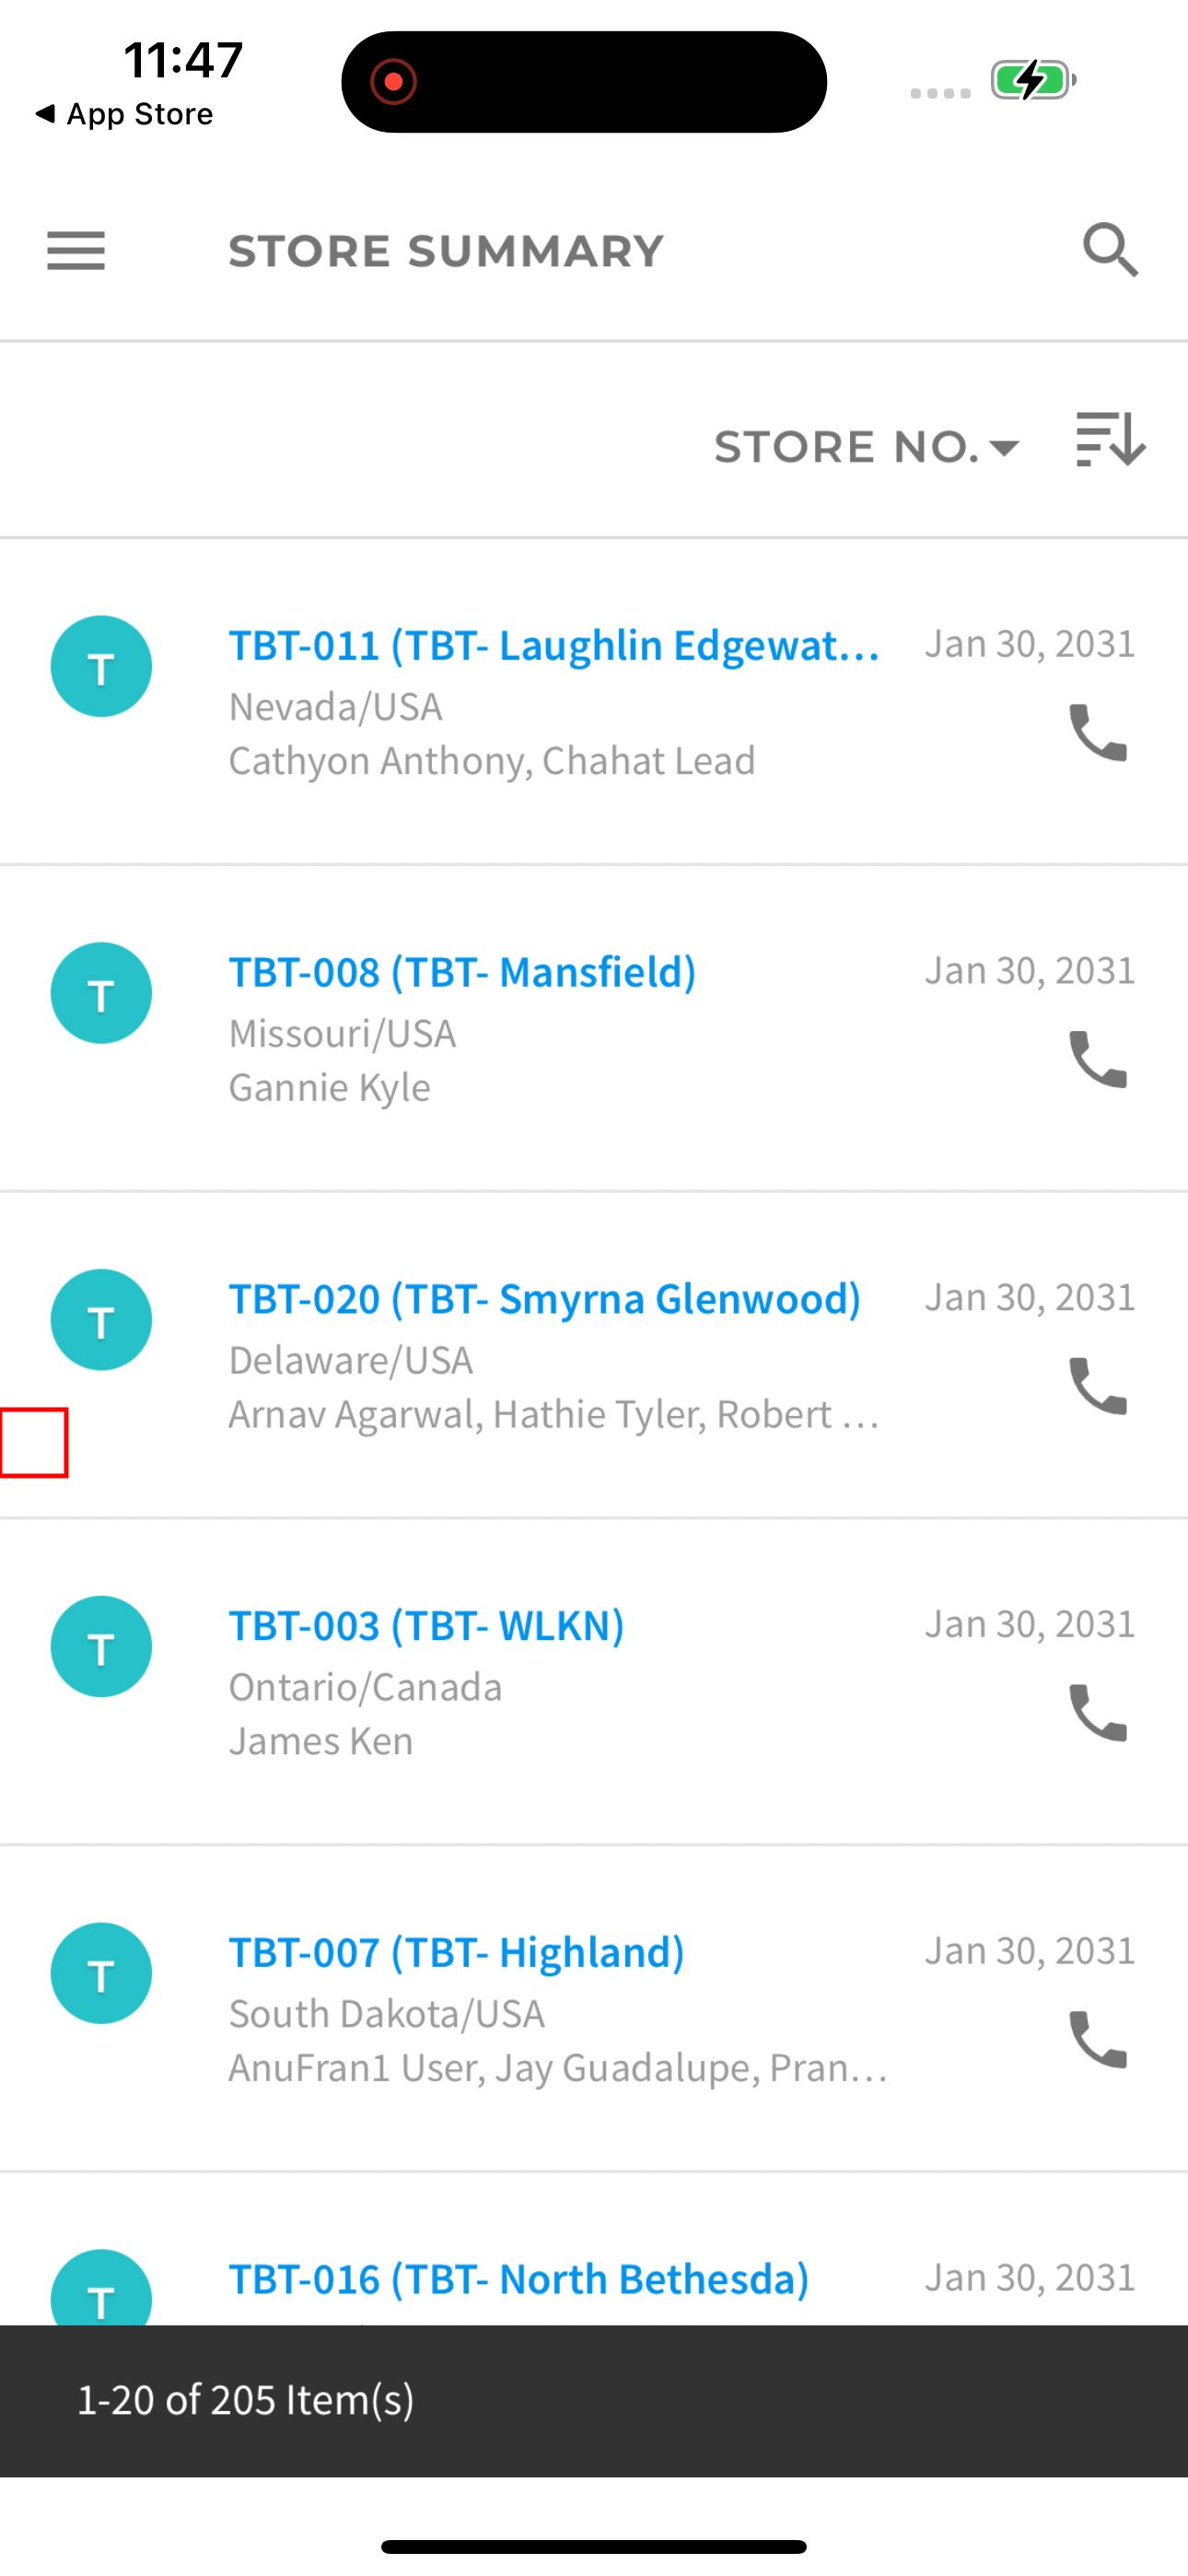 11:47
App Store
STORE SUMMARY
STORE NO.
T
TBT-011 (TBT- Laughlin Edgewat...
Jan 30, 2031
Nevada/USA
Cathyon Anthony, Chahat Lead
T
TBT-008 (TBT- Mansfield)
Jan 30, 2031
Missouri/USA
Gannie Kyle
T
TBT-020 (TBT- Smyrna Glenwood)
Jan 30, 2031
Delaware/USA
Arnav Agarwal, Hathie Tyler, Robert ...
T
TBT-003 (TBT- WLKN)
Jan 30, 2031
Ontario/Canada
James Ken
T
TBT-007 (TBT- Highland)
Jan 30, 2031
South Dakota/USA
AnuFran1 User, Jay Guadalupe, Pran...
T
TBT-016 (TBT- North Bethesda)
Jan 30, 2031
1-20 of 205 Item(s)